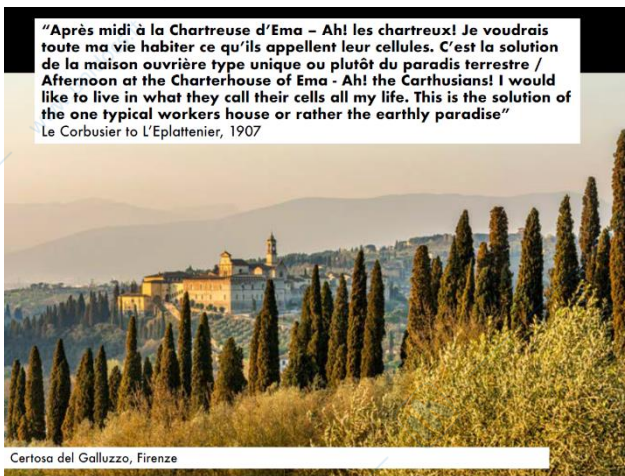 “Après midi à la Chartreuse d’Ema – Ah! les chartreux! Je voudrais
toute ma vie habiter ce qu’ils appellent leur cellules. C’est la solution
de la maison ouvrière type unique ou plutôt du paradis terrestre /
Afternoon at the Charterhouse of Ema - Ah! the Carthusians! I would
like to live in what they call their cells all my life. This is the solution of
the one typical workers house or rather the earthly paradise”
Le Corbusier to L’Eplattenier, 1907
Certosa del Galluzzo, Firenze